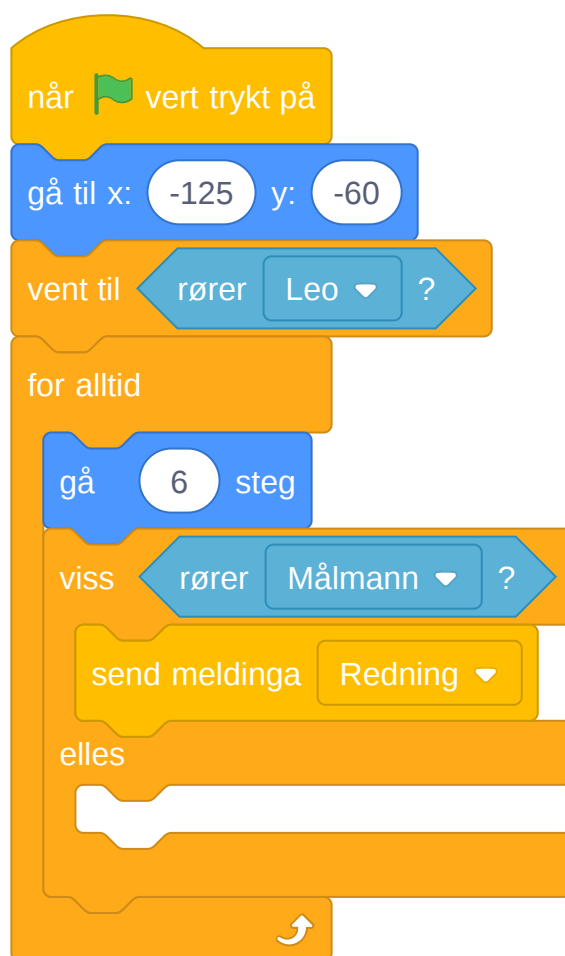 når vert trykt på
gå til x: -125 y: -60
vent til rører Leo ?
for alltid
gå 6 steg
viss rører Målmann ?
send meldinga Redning
elles